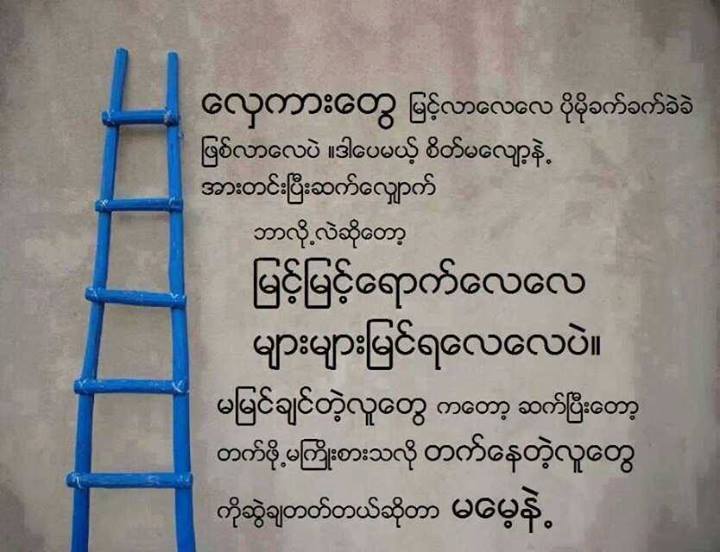 လှေကားတွေ မြင့်လာလေလေ ပိုမိုခက်ခက်ခဲခဲ
ဖြစ်လာလေပဲ ။ဒါပေမယ့် စိတ်မလျော့နဲ့
အားတင်းပြီးဆက်လျှောက်
ဘာလို့လဲဆိုတော့
မြင့်မြင့်ရောက်လေလေ
များများမြင်ရလေလေပဲ။
မမြင်ချင်တဲ့လူတွေ ကတော့ ဆက်ပြီးတော့
တက်ဖို့မကြိုးစားသလို တက်နေတဲ့လူတွေ
ကိုဆွဲချတတ်တယ်ဆိုတာ မမေ့နဲ့